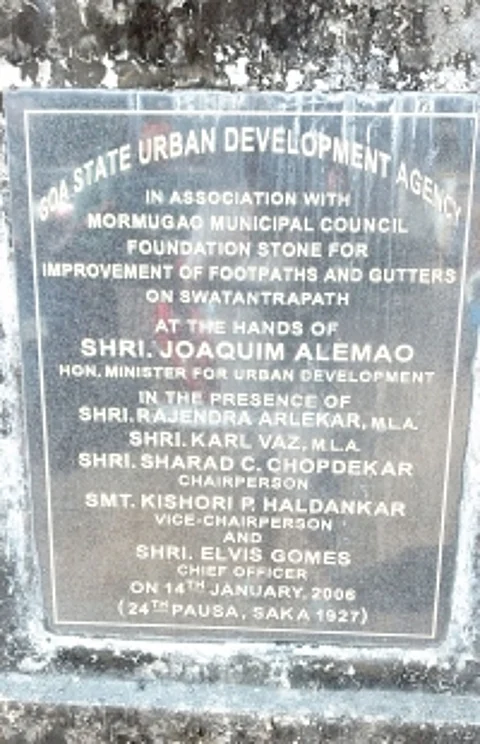 GOA STATE URBAN DEVELOPMENT AGENCY
IN ASSOCIATION WITH
MORMUGAO MUNICIPAL COUNCIL
FOUNDATION STONE FOR
IMPROVEMENT OF FOOTPATHS AND GUTTERS
ON SWATANTRAPATH
AT THE HANDS OF
SHRI. JOAQUIM ALEMAO
HON. MINISTER FOR URBAN DEVELOPMENT
IN THE PRESENCE OF
SHRI. RAJENDRA ARLEKAR, M.L.A.
SHRI. KARL VAZ, M.L.A.
SHRI. SHARAD C. CHOPDEKAR
CHAIRPERSON
SMT. KISHORI P. HALDANKAR
VICE-CHAIRPERSON
AND
SHRI. ELVIS GOMES
CHIEF OFFICER
ON 14TH JANUARY, 2006
(24TH PAUSA, SAKA 1927)